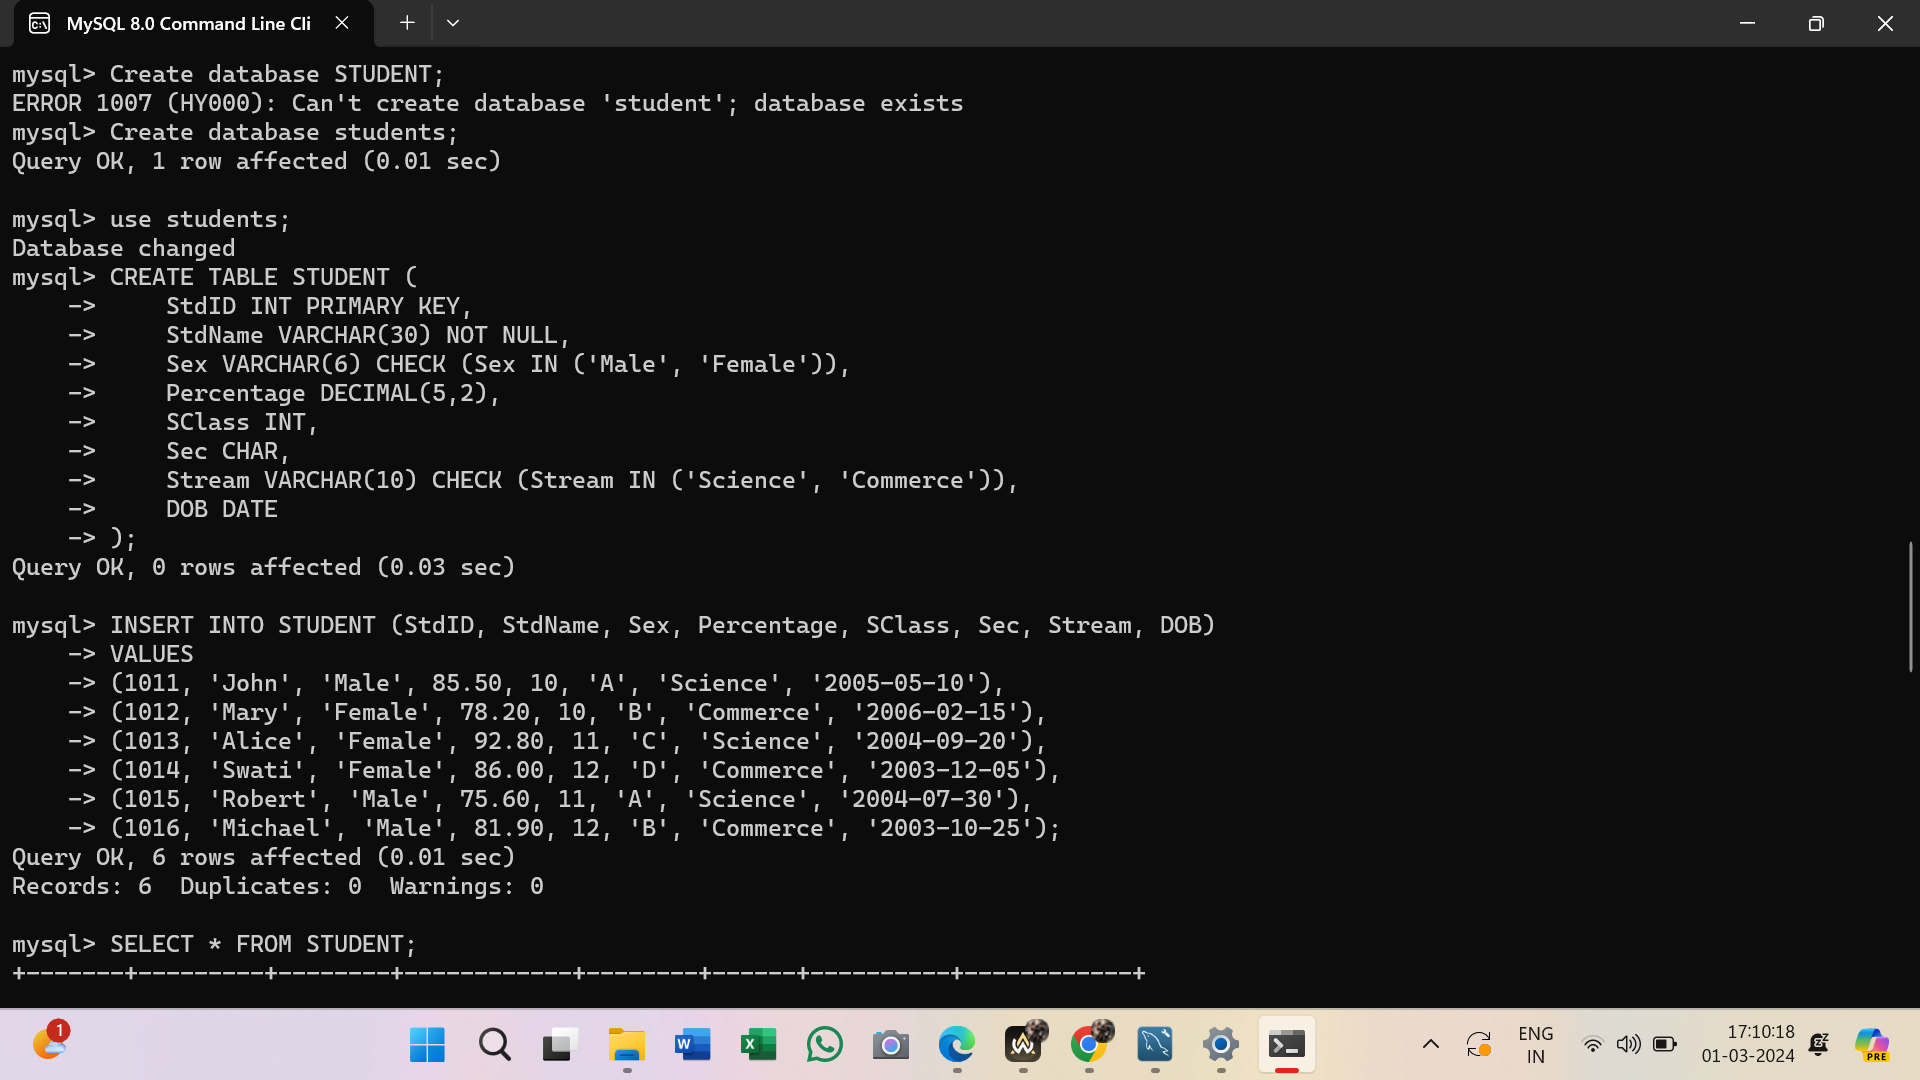 MySQL 8.0 Command Line Cli
mysql> Create database STUDENT;
ERROR 1007 (HY000): Can't create database 'student'; database exists
mysql> Create database students;
Query OK, 1 row affected (0.01 sec)
mysql> use students;
Database changed
mysql> CREATE TABLE STUDENT (
    ->     StdID INT PRIMARY KEY,
    ->     StdName VARCHAR(30) NOT NULL,
    ->     Sex VARCHAR(6) CHECK (Sex IN ('Male', 'Female')),
    ->     Percentage DECIMAL(5,2),
    ->     SClass INT,
    ->     Sec CHAR,
    ->     Stream VARCHAR(10) CHECK (Stream IN ('Science', 'Commerce')),
    ->     DOB DATE
    -> );
Query OK, 0 rows affected (0.03 sec)
mysql> INSERT INTO STUDENT (StdID, StdName, Sex, Percentage, SClass, Sec, Stream, DOB)
    -> VALUES
    -> (1011, 'John', 'Male', 85.50, 10, 'A', 'Science', '2005-05-10'),
    -> (1012, 'Mary', 'Female', 78.20, 10, 'B', 'Commerce', '2006-02-15'),
    -> (1013, 'Alice', 'Female', 92.80, 11, 'C', 'Science', '2004-09-20'),
    -> (1014, 'Swati', 'Female', 86.00, 12, 'D', 'Commerce', '2003-12-05'),
    -> (1015, 'Robert', 'Male', 75.60, 11, 'A', 'Science', '2004-07-30'),
    -> (1016, 'Michael', 'Male', 81.90, 12, 'B', 'Commerce', '2003-10-25');
Query OK, 6 rows affected (0.01 sec)
Records: 6  Duplicates: 0  Warnings: 0
mysql> SELECT * FROM STUDENT;
+-------+---------+--------+------------+--------+------+----------+------------+
1
ENG
IN
17:10:18
01-03-2024
PRE